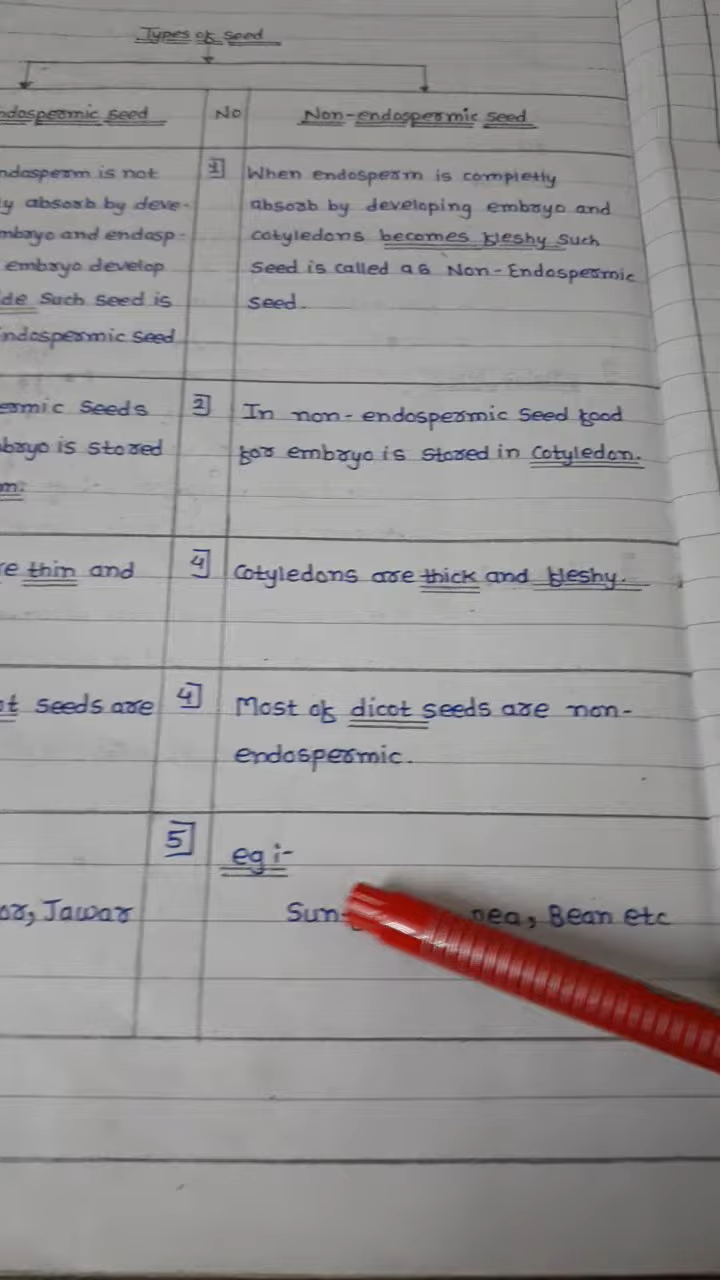 Types of seed
ndospermic seed No Non-endospermic seed
ndosperm is not 1] When endosperm is completly
y absorb by deve- absorb by developing embryo and
mbryo and endosp- cotyledons becomes fleshy such
embryo develop seed is called as Non-Endospermic
de such seed is seed.
indospermic seed
ermic seeds 2] In non-endospermic seed food
bryo is stored for embryo is stored in cotyledon.
m.
re thin and 4] Cotyledons are thick and fleshy.
ot seeds are 4] Most of dicot seeds are non-
endospermic.
5] eg:-
or, Jawar Sun pea, Bean etc